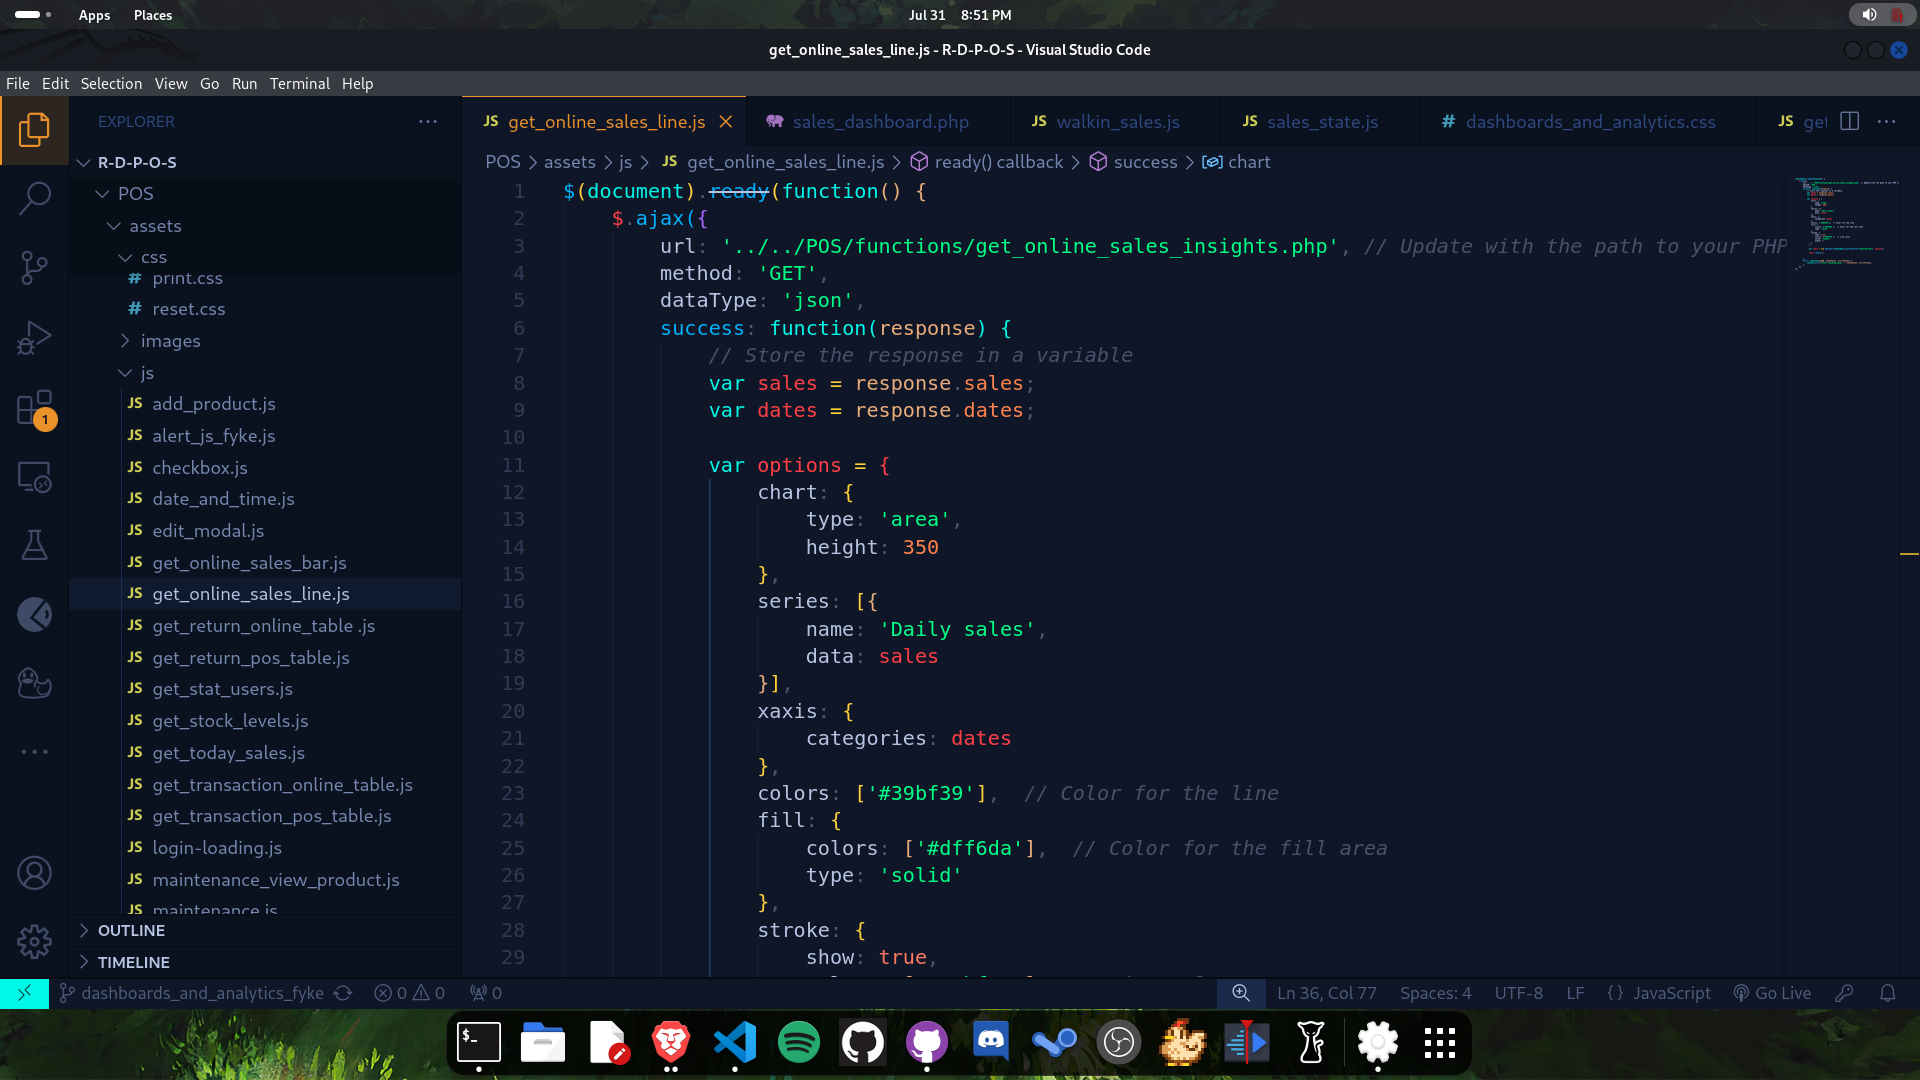 Apps Places
Jul 31 8:51 PM
get_online_sales_line.js - R-D-P-O-S - Visual Studio Code
File Edit Selection View Go Run Terminal Help
EXPLORER
JS get_online_sales_line.js
sales_dashboard.php
JS walkin_sales.js
JS sales_state.js
# dashboards_and_analytics.css
JS get
R-D-P-O-S
POS > assets > js > JS get_online_sales_line.js > ready() callback > success > chart
POS
assets
css
# print.css
# reset.css
images
js
JS add_product.js
JS alert_js_fyke.js
JS checkbox.js
JS date_and_time.js
JS edit_modal.js
JS get_online_sales_bar.js
JS get_online_sales_line.js
JS get_return_online_table .js
JS get_return_pos_table.js
JS get_stat_users.js
JS get_stock_levels.js
JS get_today_sales.js
JS get_transaction_online_table.js
JS get_transaction_pos_table.js
JS login-loading.js
JS maintenance_view_product.js
JS maintenance.js
OUTLINE
TIMELINE
1
1 $(document).ready(function() {
2 $.ajax({
3 url: '../../POS/functions/get_online_sales_insights.php', // Update with the path to your PHP
4 method: 'GET',
5 dataType: 'json',
6 success: function(response) {
7 // Store the response in a variable
8 var sales = response.sales;
9 var dates = response.dates;
10
11 var options = {
12 chart: {
13 type: 'area',
14 height: 350
15 },
16 series: [{
17 name: 'Daily sales',
18 data: sales
19 }],
20 xaxis: {
21 categories: dates
22 },
23 colors: ['#39bf39'], // Color for the line
24 fill: {
25 colors: ['#dff6da'], // Color for the fill area
26 type: 'solid'
27 },
28 stroke: {
29 show: true,
dashboards_and_analytics_fyke 0 0 0 Ln 36, Col 77 Spaces: 4 UTF-8 LF {} JavaScript Go Live
$-